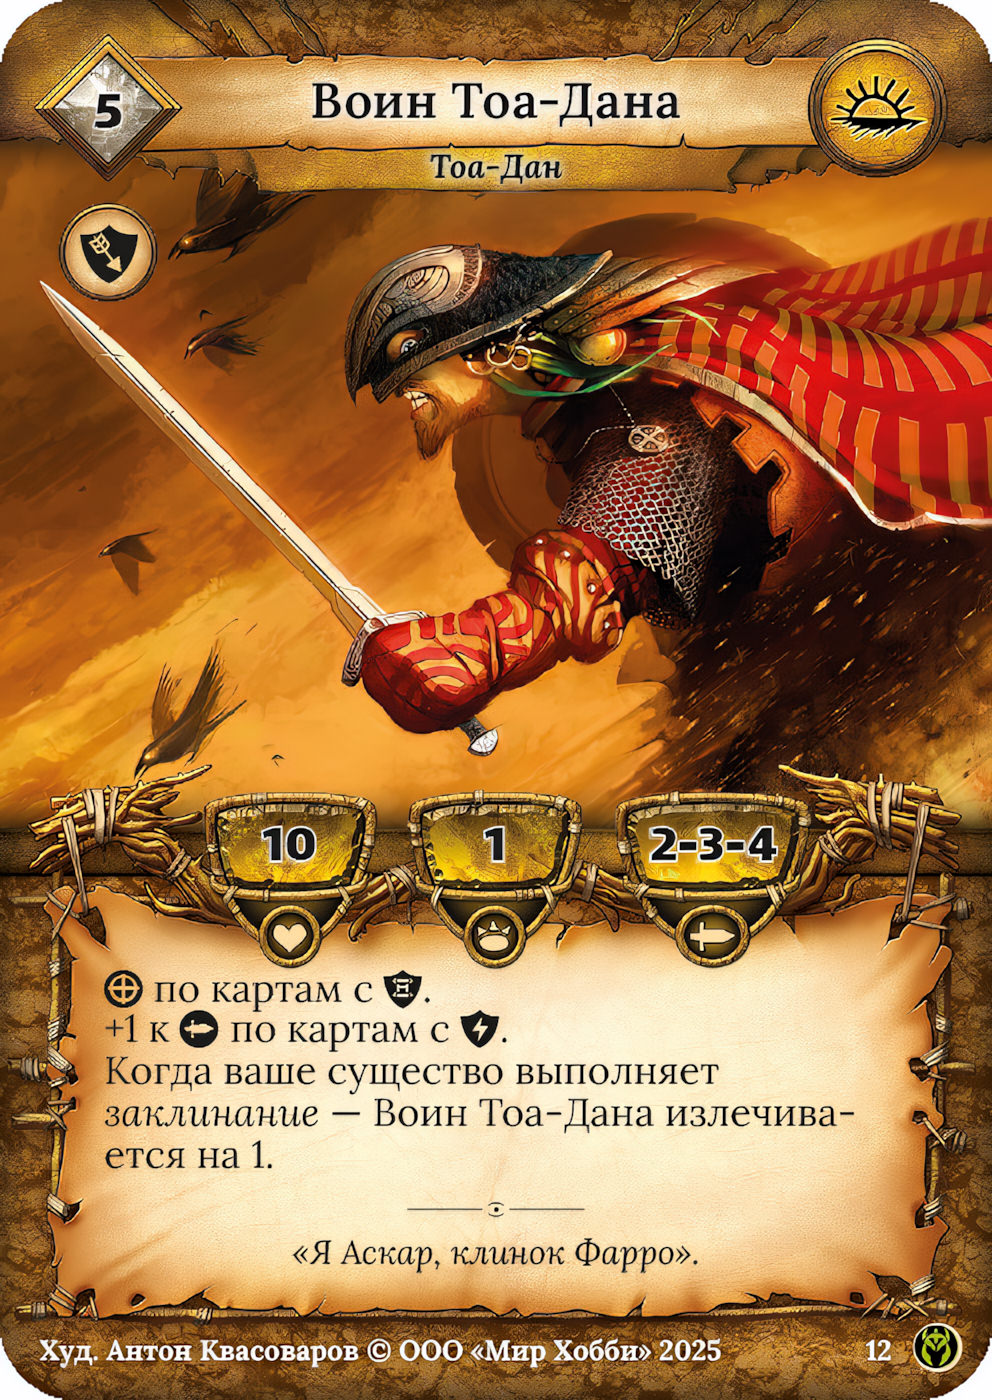 5
Воин Тоа-Дана
Тоа-Дан
10
1
2-3-4
по картам с .
+1 к по картам с .
Когда ваше существо выполняет
заклинание — Воин Тоа-Дана излечива-
ется на 1.
«Я Аскар, клинок Фарро».
Худ. Антон Квасоваров © ООО «Мир Хобби» 2025
12